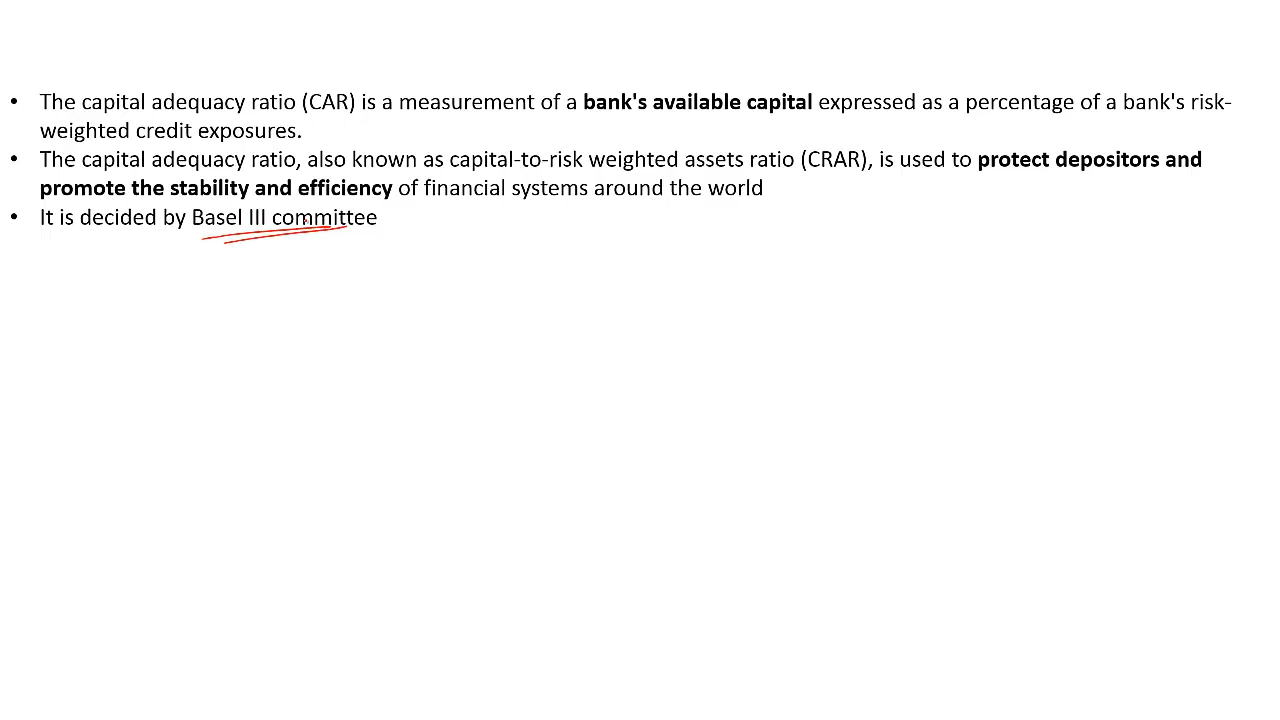 • The capital adequacy ratio (CAR) is a measurement of a bank's available capital expressed as a percentage of a bank's risk-
weighted credit exposures.
• The capital adequacy ratio, also known as capital-to-risk weighted assets ratio (CRAR), is used to protect depositors and
promote the stability and efficiency of financial systems around the world
• It is decided by Basel III committee